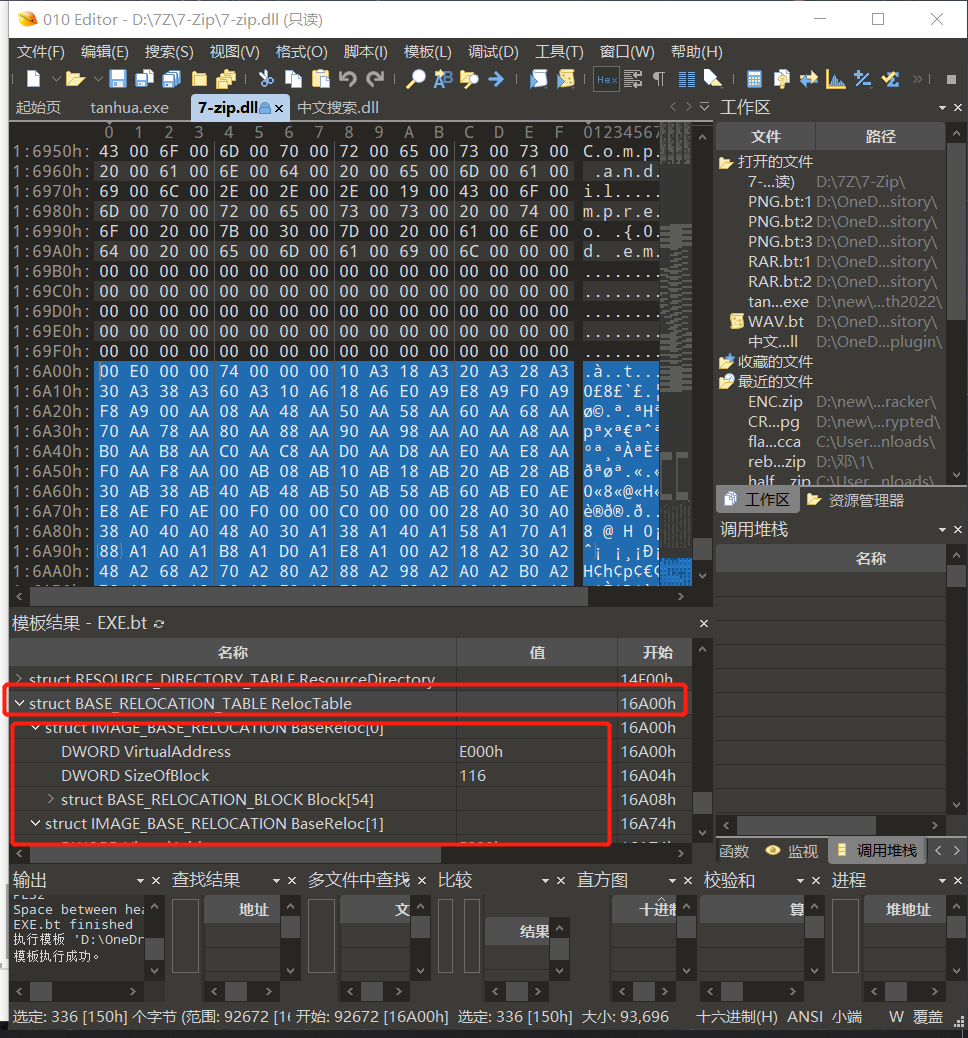 010 Editor - D:\7Z\7-Zip\7-zip.dll (只读)
文件(F) 编辑(E) 搜索(S) 视图(V) 格式(O) 脚本(I) 模板(L) 调试(D) 工具(T) 窗口(W) 帮助(H)
Hex
起始页 tanhua.exe 7-zip.dll 中文搜索.dll
0 1 2 3 4 5 6 7 8 9 A B C D E F 01234567
1:6950h: 43 00 6F 00 6D 00 70 00 72 00 65 00 73 00 73 00 C.o.m.p.
1:6960h: 20 00 61 00 6E 00 64 00 20 00 65 00 6D 00 61 00 .a.n.d.
1:6970h: 69 00 6C 00 2E 00 2E 00 2E 00 19 00 43 00 6F 00 i.l.....
1:6980h: 6D 00 70 00 72 00 65 00 73 00 73 00 20 00 74 00 m.p.r.e.
1:6990h: 6F 00 20 00 7B 00 30 00 7D 00 20 00 61 00 6E 00 o. .{.0.
1:69A0h: 64 00 20 00 65 00 6D 00 61 00 69 00 6C 00 00 00 d. .e.m.
1:69B0h: 00 00 00 00 00 00 00 00 00 00 00 00 00 00 00 00 ........
1:69C0h: 00 00 00 00 00 00 00 00 00 00 00 00 00 00 00 00 ........
1:69D0h: 00 00 00 00 00 00 00 00 00 00 00 00 00 00 00 00 ........
1:69E0h: 00 00 00 00 00 00 00 00 00 00 00 00 00 00 00 00 ........
1:69F0h: 00 00 00 00 00 00 00 00 00 00 00 00 00 00 00 00 ........
1:6A00h: 00 E0 00 00 74 00 00 00 10 A3 18 A3 20 A3 28 A3 .à..t...
1:6A10h: 30 A3 38 A3 60 A3 10 A6 18 A6 E0 A9 E8 A9 F0 A9 0£8£`£.¦
1:6A20h: F8 A9 00 AA 08 AA 48 AA 50 AA 58 AA 60 AA 68 AA ø©.ª.ªHª
1:6A30h: 70 AA 78 AA 80 AA 88 AA 90 AA 98 AA A0 AA A8 AA pªxª€ªˆª
1:6A40h: B0 AA B8 AA C0 AA C8 AA D0 AA D8 AA E0 AA E8 AA °ª¸ªÀªÈª
1:6A50h: F0 AA F8 AA 00 AB 08 AB 10 AB 18 AB 20 AB 28 AB ðªøª.«.«
1:6A60h: 30 AB 38 AB 40 AB 48 AB 50 AB 58 AB 60 AB E0 AE 0«8«@«H«
1:6A70h: E8 AE F0 AE 00 F0 00 00 C0 00 00 00 28 A0 30 A0 è®ð®.ð..
1:6A80h: 38 A0 40 A0 48 A0 30 A1 38 A1 40 A1 58 A1 70 A1 8 @ H 0¡
1:6A90h: 88 A1 A0 A1 B8 A1 D0 A1 E8 A1 00 A2 18 A2 30 A2 ˆ¡ ¡¸¡Ð¡
1:6AA0h: 48 A2 68 A2 70 A2 80 A2 88 A2 98 A2 A0 A2 B0 A2 H¢h¢p¢€¢
模板结果 - EXE.bt
名称 值 开始
struct RESOURCE_DIRECTORY_TABLE ResourceDirectory 14E00h
struct BASE_RELOCATION_TABLE RelocTable 16A00h
struct IMAGE_BASE_RELOCATION BaseReloc[0] 16A00h
DWORD VirtualAddress E000h 16A00h
DWORD SizeOfBlock 116 16A04h
struct BASE_RELOCATION_BLOCK Block[54] 16A08h
struct IMAGE_BASE_RELOCATION BaseReloc[1] 16A74h
工作区
文件 路径
打开的文件
7-...读) D:\7Z\7-Zip\
PNG.bt:1 D:\OneD...sitory\
PNG.bt:2 D:\OneD...sitory\
PNG.bt:3 D:\OneD...sitory\
RAR.bt:1 D:\OneD...sitory\
RAR.bt:2 D:\OneD...sitory\
tan...exe D:\new\...th2022\
WAV.bt D:\OneD...sitory\
中文...ll D:\OneD...plugin\
收藏的文件
最近的文件
ENC.zip D:\new\...racker\
CR...pg D:\new\...rypted\
fla...cca C:\User...nloads\
reb...zip D:\邓\1\
half...zip C:\User...nloads\
工作区 资源管理器
调用堆栈
名称
函数 监视 调用堆栈
输出 查找结果 多文件中查找 比较 直方图 校验和 进程
地址 文 结果 十进制 算 堆地址
Space between hea
EXE.bt finished
执行模板 'D:\OneDr
模板执行成功。
选定: 336 [150h] 个字节 (范围: 92672 [16 开始: 92672 [16A00h] 选定: 336 [150h] 大小: 93,696 十六进制(H) ANSI 小端 W 覆盖